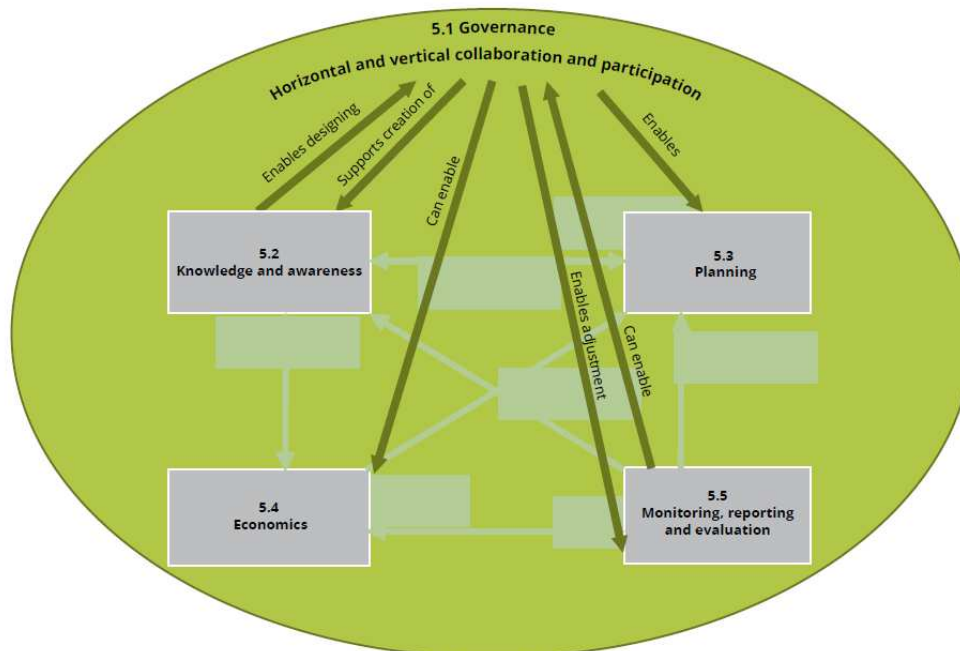 5.1 Governance
Horizontal and vertical collaboration and participation
Enables designing
Supports creation of
Can enable
Enables adjustment
Can enable
Enables
5.2
Knowledge and awareness
5.3
Planning
5.4
Economics
5.5
Monitoring, reporting
and evaluation